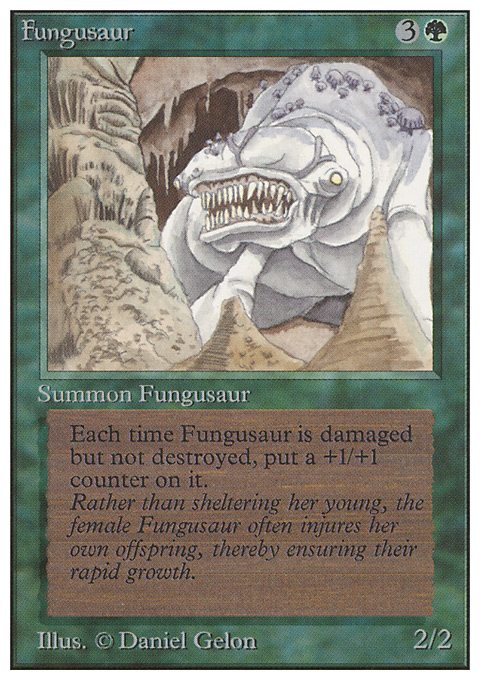 Fungusaur
3
Summon Fungusaur
Each time Fungusaur is damaged
but not destroyed, put a +1/+1
counter on it.
Rather than sheltering her young, the
female Fungusaur often injures her
own offspring, thereby ensuring their
rapid growth.
Illus. © Daniel Gelon
2/2